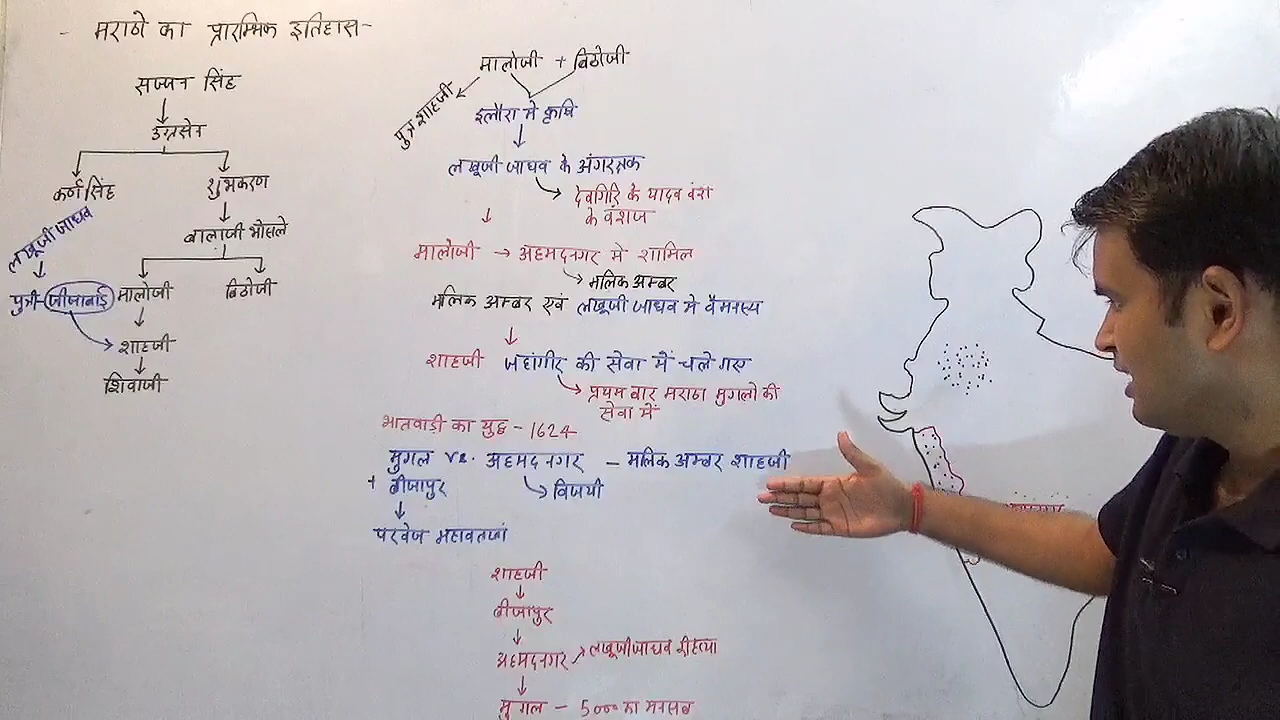 - मराठो का प्रारम्भिक इतिहास -
सज्जन सिंह
उग्रसेन
कर्ण सिंह
शुभकरण
लखूजी जाधव
बालाजी भोसले
पुत्री - जीजाबाई
मालोजी
विठोजी
शाहजी
शिवाजी
मालोजी + विठोजी
पुत्र शाहजी
इलौरा मे कृषि
लखूजी जाधव के अंगरक्षक
देवगिरि के यादव वंश
के वंशज
मालोजी → अहमदनगर में शामिल
मलिक अम्बर
मलिक अम्बर एवं लखूजी जाधव मे वैमनस्य
शाहजी जहांगीर की सेवा में चले गए
प्रथम बार मराठा मुगलो की
सेवा में
भातवाड़ी का युद्ध - 1624
मुगल v.s. अहमदनगर - मलिक अम्बर शाहजी
+ बीजापुर
विजयी
परवेज महावतखां
शाहजी
बीजापुर
अहमदनगर
लखूजी जाधव की हत्या
मुगल - 5000 का मनसब